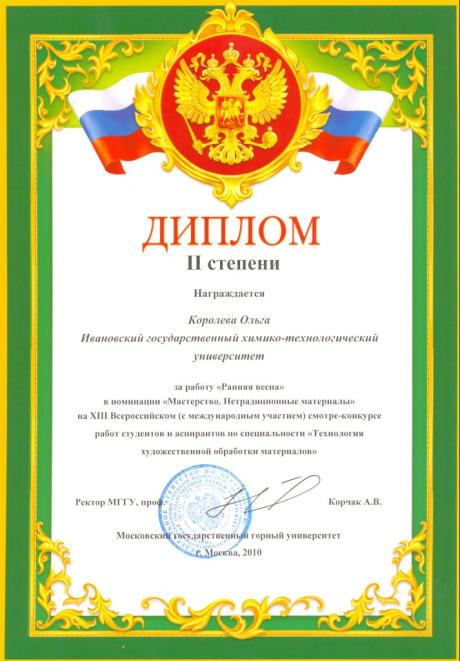 ДИПЛОМ
II степени
Награждается
Королева Ольга
Ивановский государственный химико-технологический
университет
за работу «Ранняя весна»
в номинации «Мастерство. Нетрадиционные материалы»
на XIII Всероссийском (с международным участием) смотре-конкурсе
работ студентов и аспирантов по специальности «Технология
художественной обработки материалов»
Ректор МГГУ, проф. Корчак А.В.
Московский государственный горный университет
г. Москва, 2010